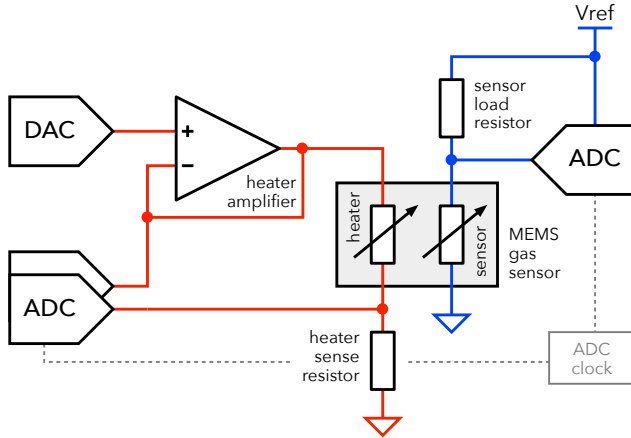 Vref
sensor
load
resistor
DAC
+
−
ADC
heater
amplifier
heater
sensor
MEMS
gas
sensor
ADC
heater
sense
resistor
ADC
clock